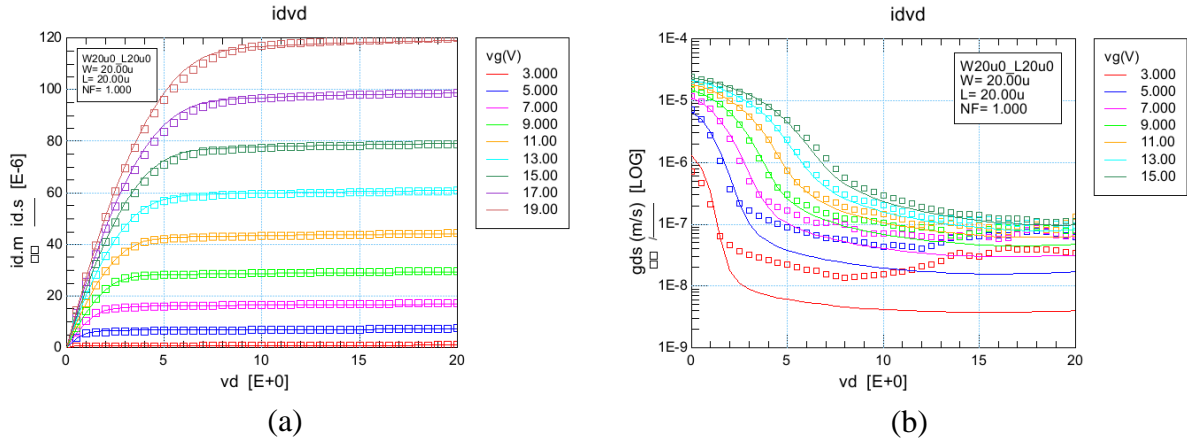 idvd
120
100
80
60
40
20
0
id.m id.s [E-6]
W20u0_L20u0
W= 20.00u
L= 20.00u
NF= 1.000
0 5 10 15 20
vd [E+0]
vg(V)
3.000
5.000
7.000
9.000
11.00
13.00
15.00
17.00
19.00
(a)
idvd
1E-4
1E-5
1E-6
1E-7
1E-8
1E-9
gds (m/s) [LOG]
W20u0_L20u0
W= 20.00u
L= 20.00u
NF= 1.000
0 5 10 15 20
vd [E+0]
vg(V)
3.000
5.000
7.000
9.000
11.00
13.00
15.00
(b)